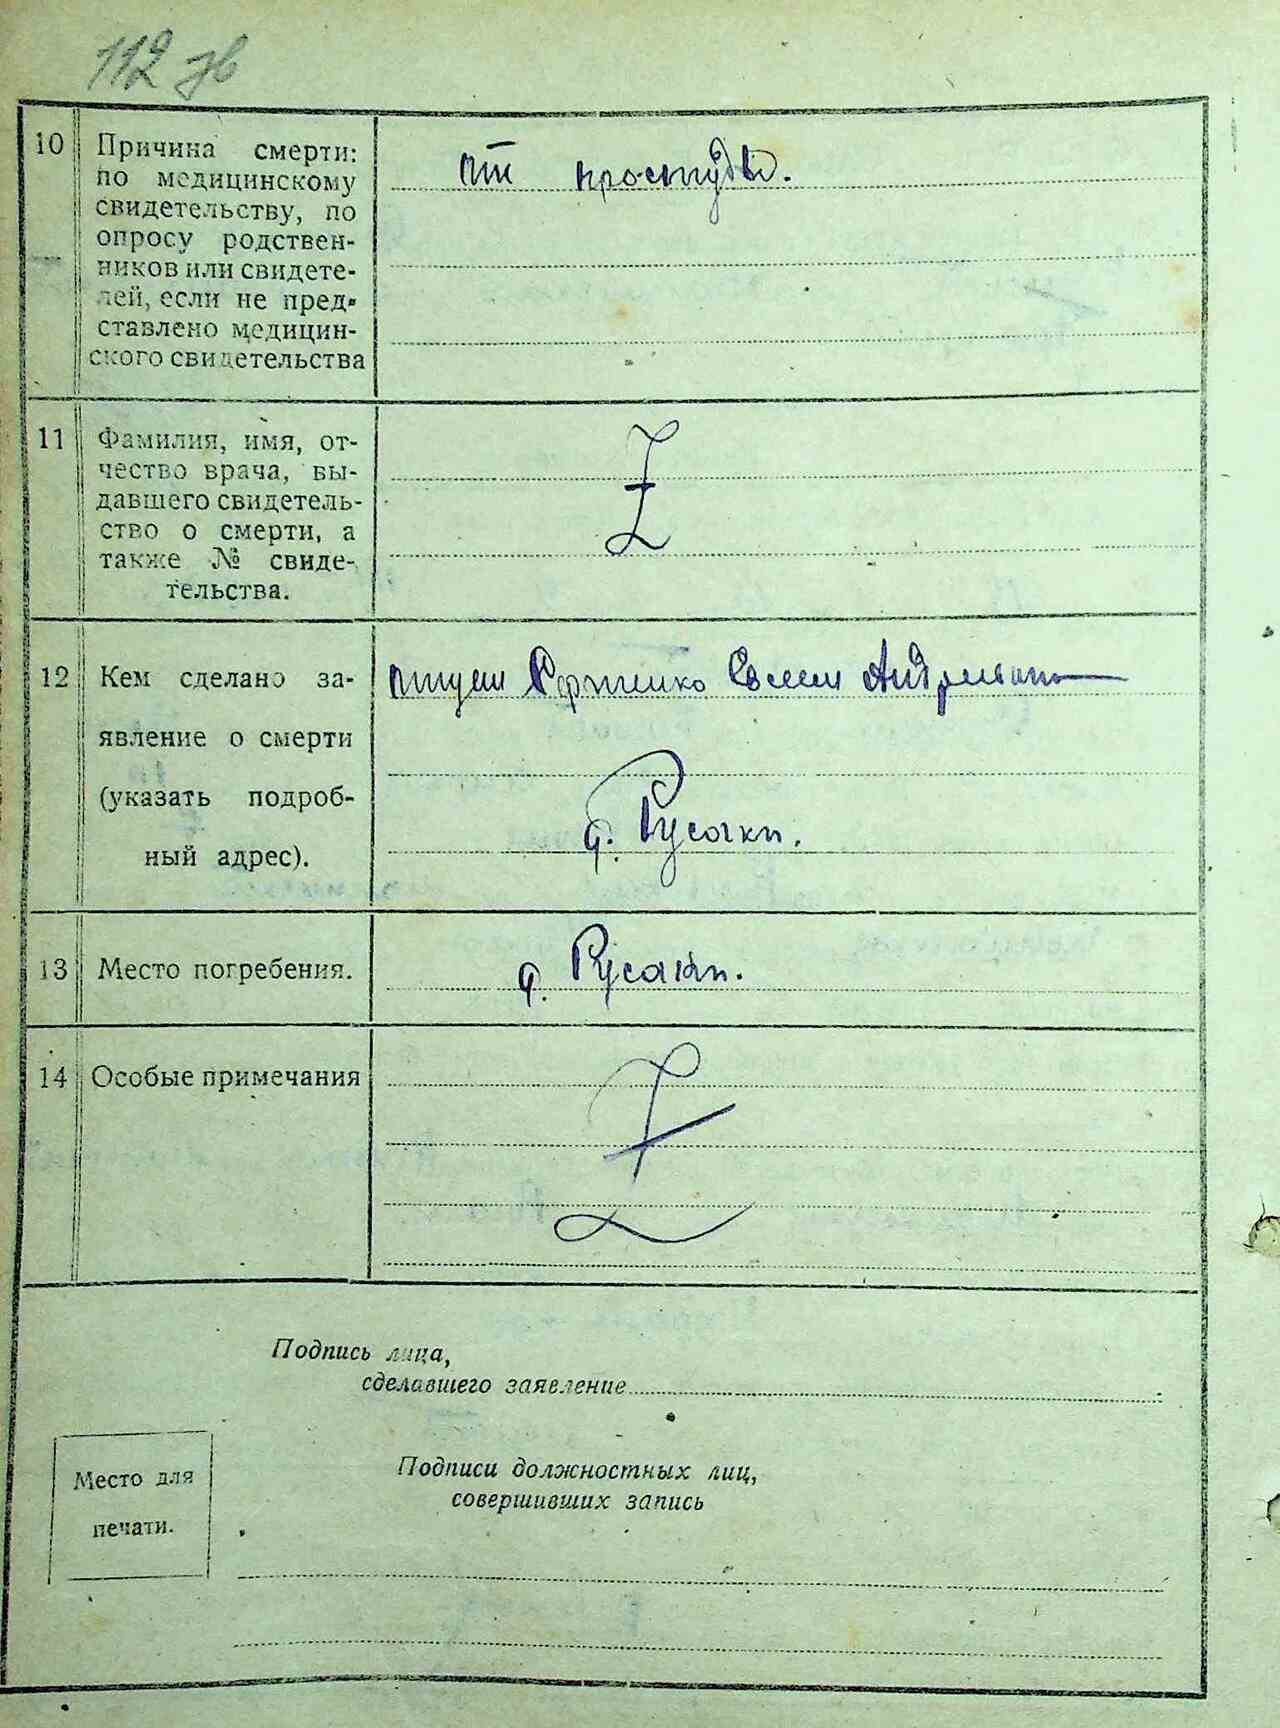 112 зв
10 Причина смерти:
по медицинскому
свидетельству, по
опросу родствен-
ников или свидете-
лей, если не пред-
ставлено медицин-
ского свидетельства
от простуды.
11 Фамилия, имя, от-
чество врача, вы-
давшего свидетель-
ство о смерти, а
также № свиде-
тельства.
Z
12 Кем сделано за-
явление о смерти
(указать подроб-
ный адрес).
отцем
д. Русаки.
13 Место погребения.
д. Русаки.
14 Особые примечания
Z
Подпись лица,
сделавшего заявление
Место для
печати.
Подписи должностных лиц,
совершивших запись